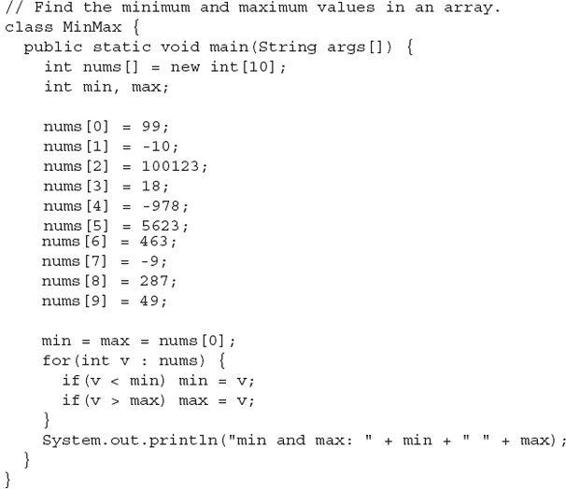 // Find the minimum and maximum values in an array.
class MinMax {
  public static void main(String args[]) {
    int nums[] = new int[10];
    int min, max;

    nums[0] = 99;
    nums[1] = -10;
    nums[2] = 100123;
    nums[3] = 18;
    nums[4] = -978;
    nums[5] = 5623;
    nums[6] = 463;
    nums[7] = -9;
    nums[8] = 287;
    nums[9] = 49;

    min = max = nums[0];
    for(int v : nums) {
      if(v < min) min = v;
      if(v > max) max = v;
    }
    System.out.println("min and max: " + min + " " + max);
  }
}